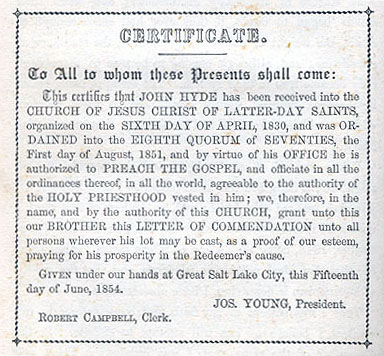 CERTIFICATE.
To All to whom these Presents shall come:
This certifies that JOHN HYDE has been received into the
CHURCH OF JESUS CHRIST OF LATTER-DAY SAINTS,
organized on the SIXTH DAY OF APRIL, 1830, and was OR-
DAINED into the EIGHTH QUORUM of SEVENTIES, the
First day of August, 1851, and by virtue of his OFFICE he is
authorized to PREACH THE GOSPEL, and officiate in all the
ordinances thereof, in all the world, agreeable to the authority of
the HOLY PRIESTHOOD vested in him; we, therefore, in the
name, and by the authority of this CHURCH, grant unto this
our BROTHER this LETTER OF COMMENDATION unto all
persons wherever his lot may be cast, as a proof of our esteem,
praying for his prosperity in the Redeemer's cause.
GIVEN under our hands at Great Salt Lake City, this Fifteenth
day of June, 1854.
JOS. YOUNG, President.
ROBERT CAMPBELL, Clerk.